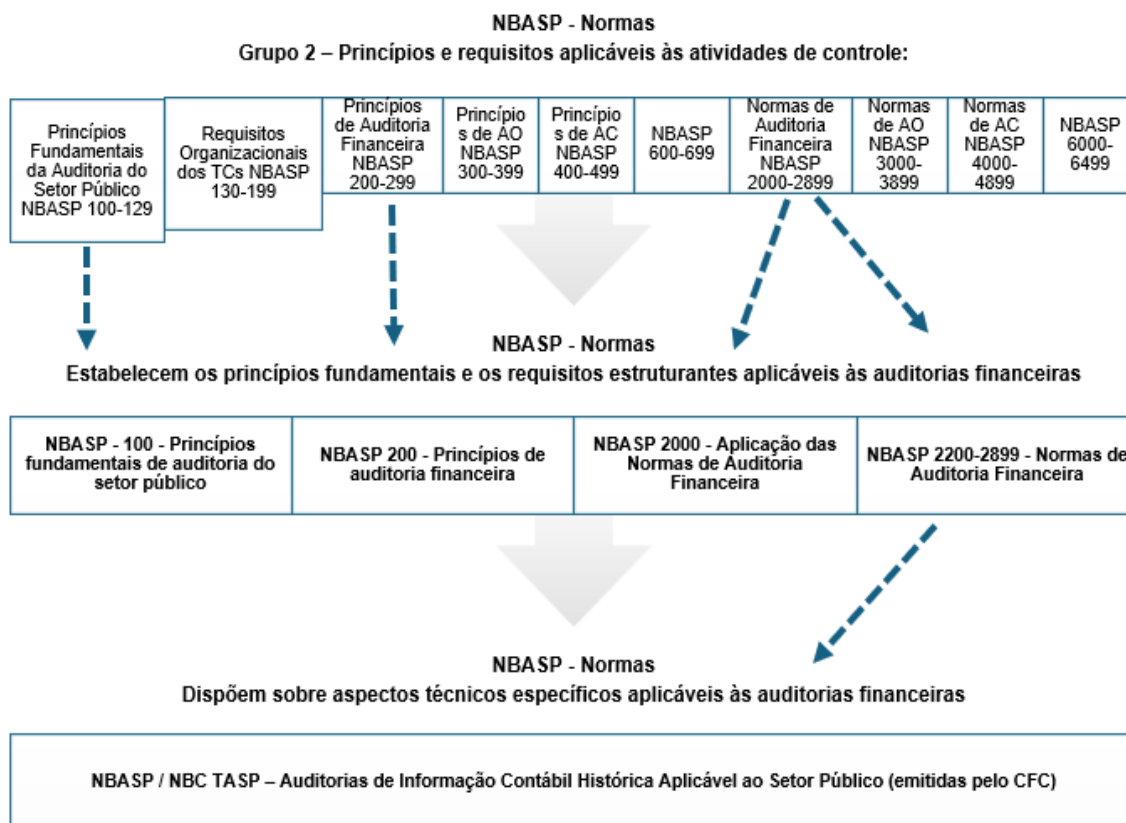 NBASP - Normas
Grupo 2 – Princípios e requisitos aplicáveis às atividades de controle:
Princípios
Fundamentais
da Auditoria do
Setor Público
NBASP 100-129
Requisitos
Organizacionais
dos TCs NBASP
130-199
Princípios
de Auditoria
Financeira
NBASP
200-299
Princípio
s de AO
NBASP
300-399
Princípio
s de AC
NBASP
400-499
NBASP
600-699
Normas de
Auditoria
Financeira
NBASP
2000-2899
Normas
de AO
NBASP
3000-
3899
Normas
de AC
NBASP
4000-
4899
NBASP
6000-
6499
NBASP - Normas
Estabelecem os princípios fundamentais e os requisitos estruturantes aplicáveis às auditorias financeiras
NBASP - 100 - Princípios
fundamentais de auditoria do
setor público
NBASP 200 - Princípios de
auditoria financeira
NBASP 2000 - Aplicação das
Normas de Auditoria
Financeira
NBASP 2200-2899 - Normas de
Auditoria Financeira
NBASP - Normas
Dispõem sobre aspectos técnicos específicos aplicáveis às auditorias financeiras
NBASP / NBC TASP – Auditorias de Informação Contábil Histórica Aplicável ao Setor Público (emitidas pelo CFC)